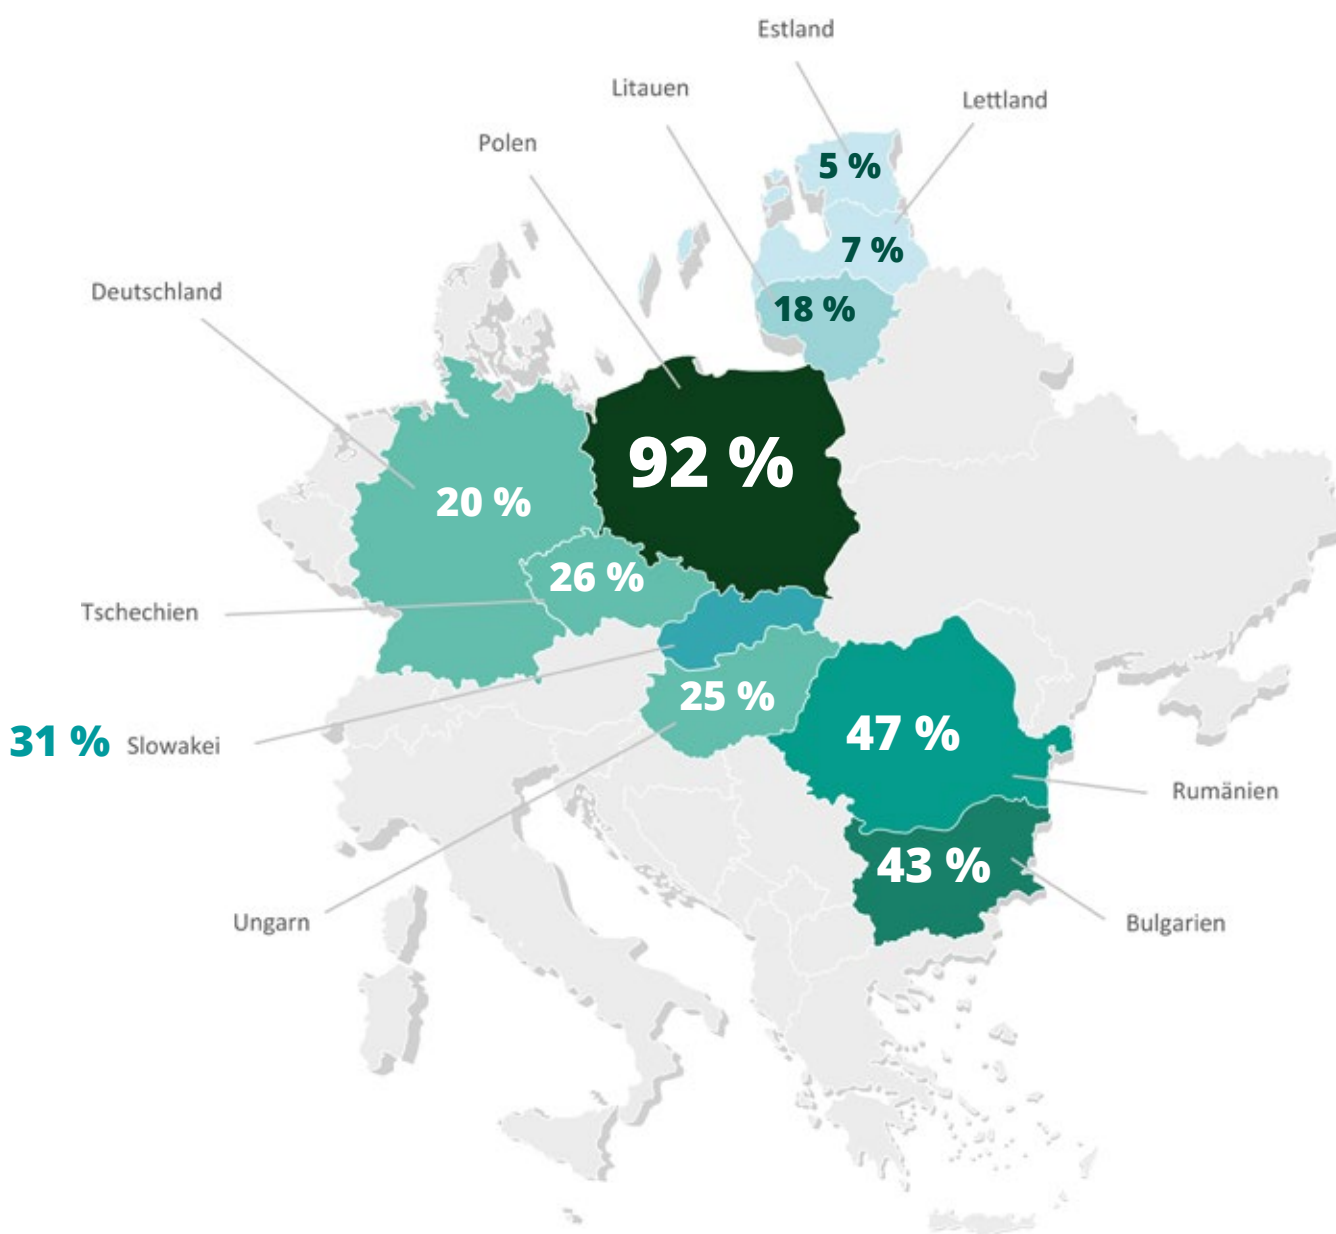 Estland
Litauen
Lettland
Polen
5 %
7 %
Deutschland
18 %
92 %
20 %
26 %
Tschechien
25 %
47 %
31 % Slowakei
Rumänien
43 %
Ungarn
Bulgarien